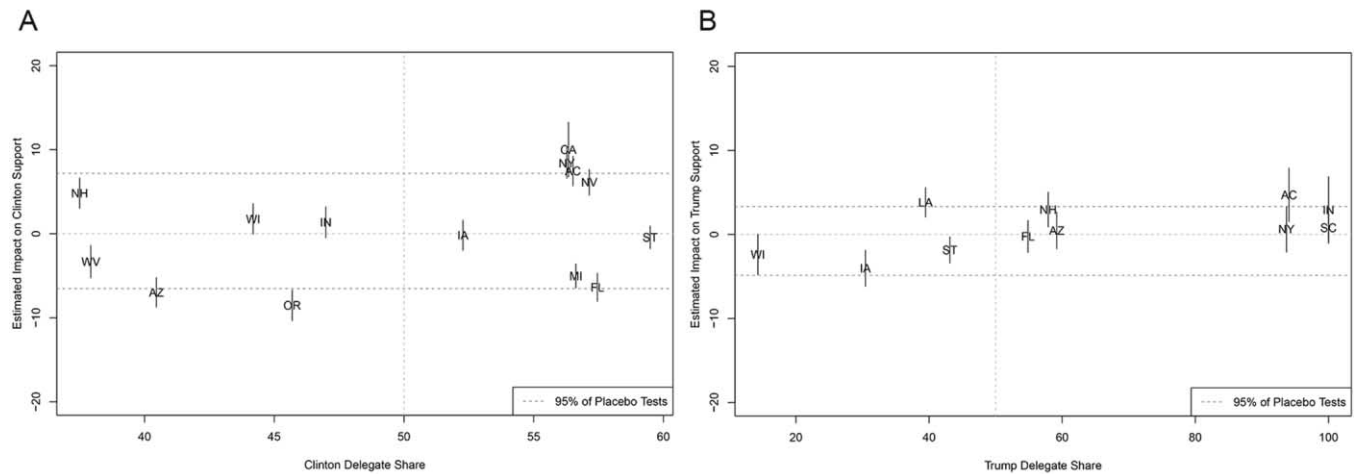 A
Estimated Impact on Clinton Support
20
10
0
−10
−20
NH
WV
AZ
WI
OR
IN
IA
CA
NY
AC
NV
MI
FL
ST
95% of Placebo Tests
40
45
50
55
60
Clinton Delegate Share
B
Estimated Impact on Trump Support
20
10
0
−10
−20
WI
IA
LA
ST
FL
NH
AZ
AC
NY
IN
SC
95% of Placebo Tests
20
40
60
80
100
Trump Delegate Share